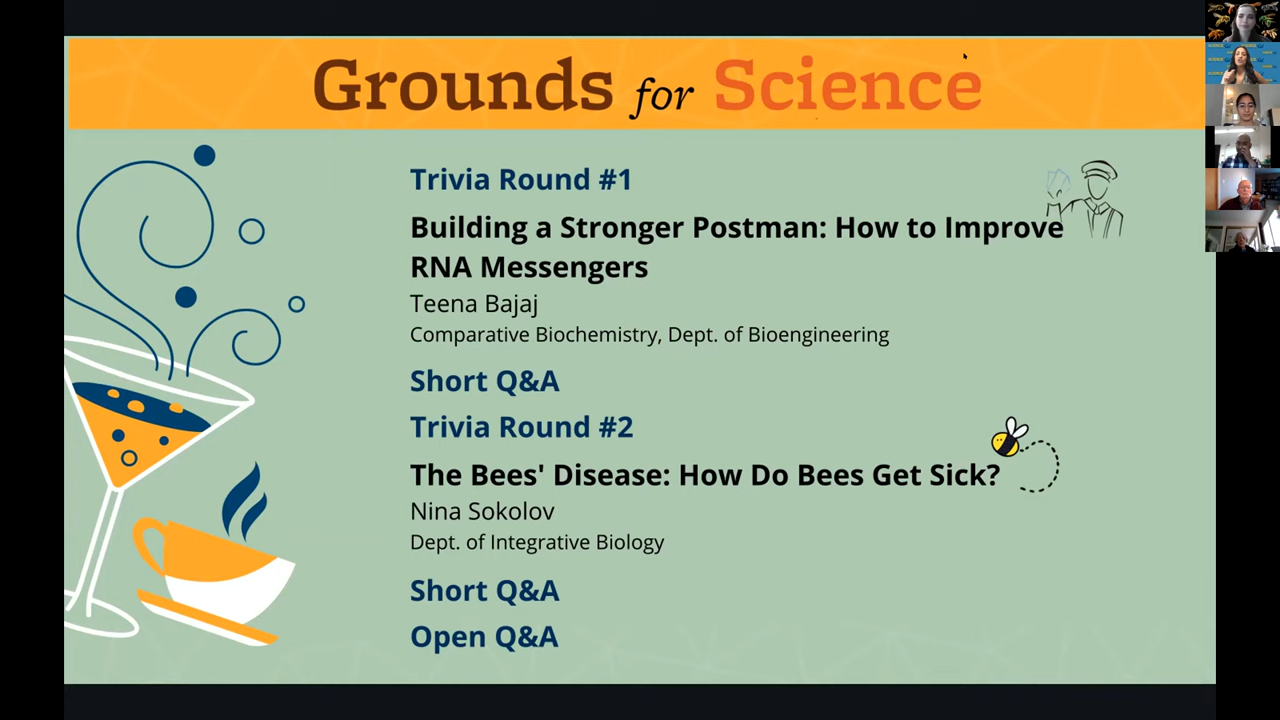 Grounds for Science
Trivia Round #1
Building a Stronger Postman: How to Improve
RNA Messengers
Teena Bajaj
Comparative Biochemistry, Dept. of Bioengineering
Short Q&A
Trivia Round #2
The Bees' Disease: How Do Bees Get Sick?
Nina Sokolov
Dept. of Integrative Biology
Short Q&A
Open Q&A